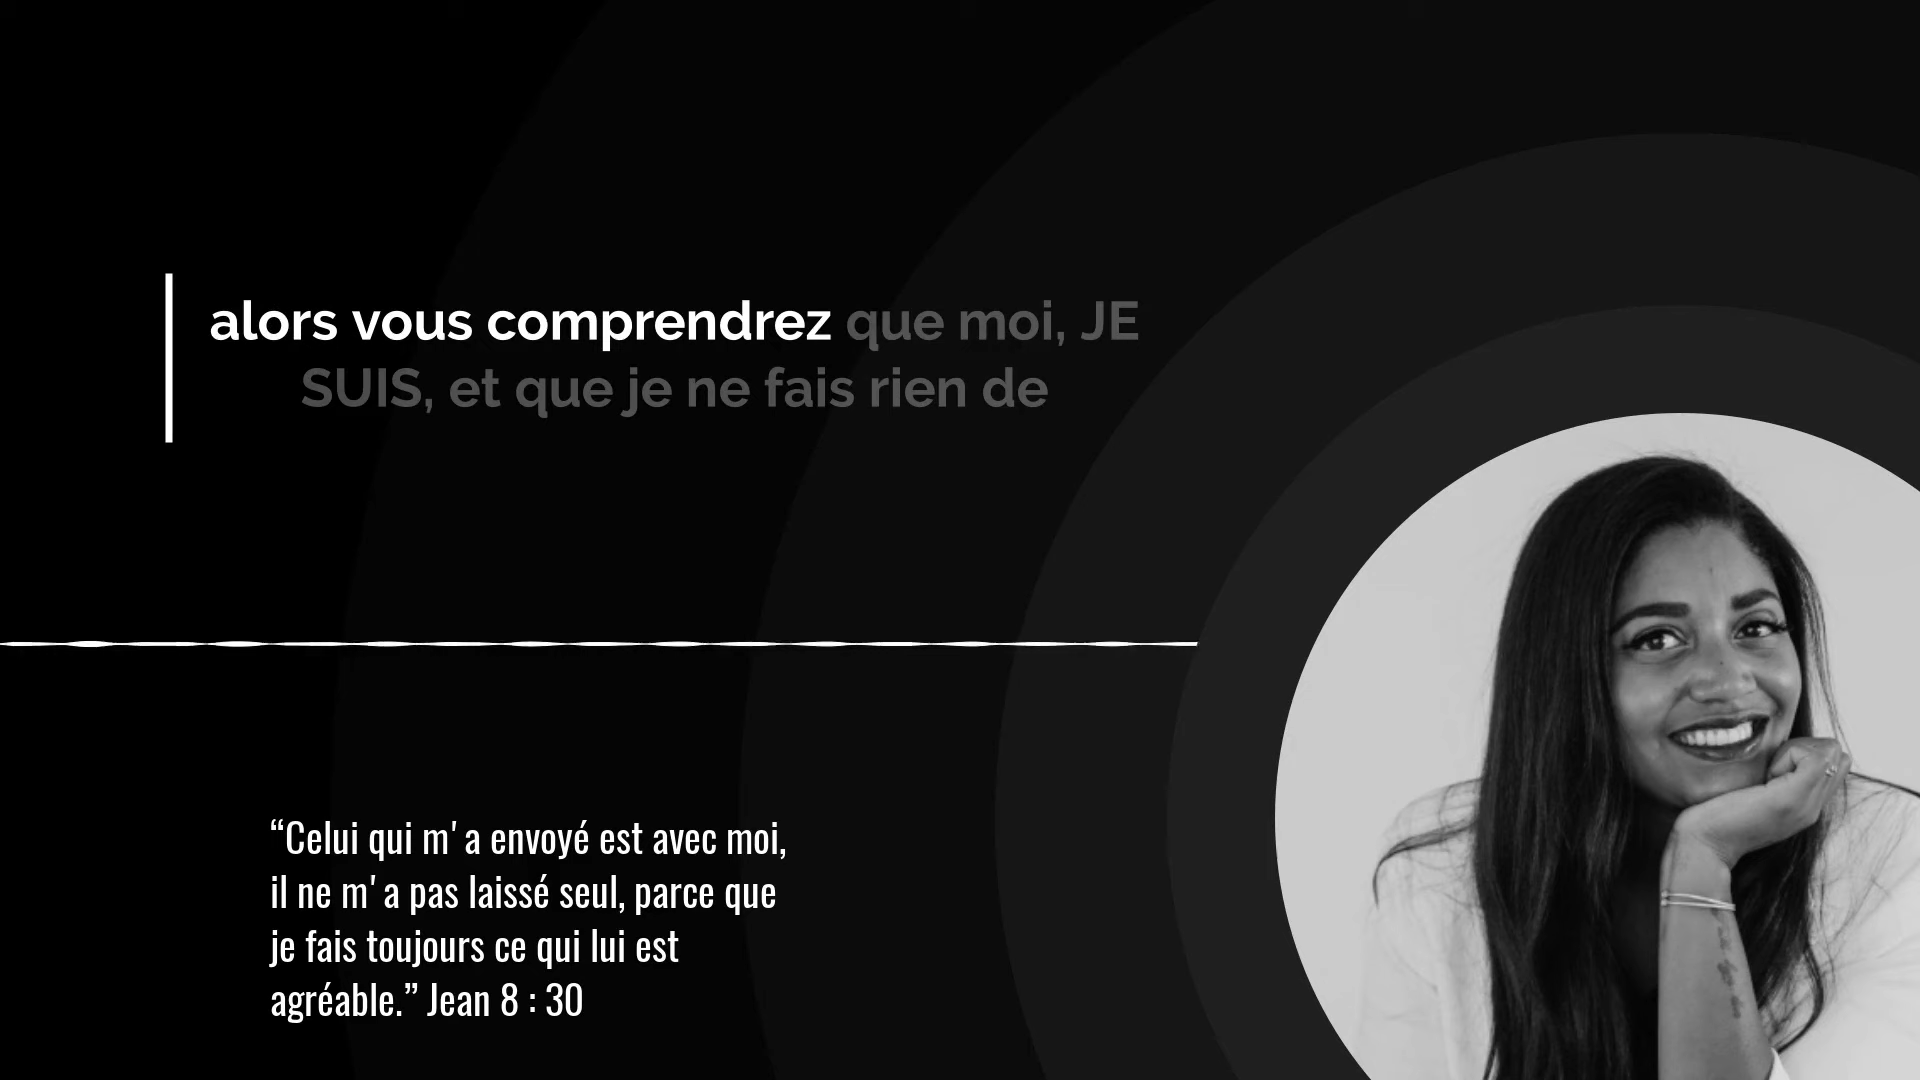 alors vous comprendrez que moi, JE
SUIS, et que je ne fais rien de
“Celui qui m'a envoyé est avec moi,
il ne m'a pas laissé seul, parce que
je fais toujours ce qui lui est
agréable.” Jean 8 : 30